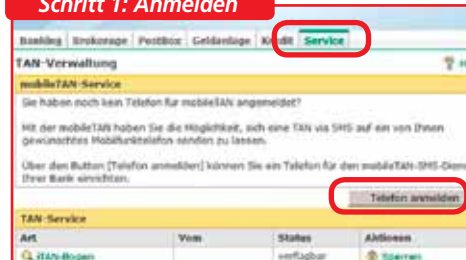 Schritt 1: Anmelden
Banking Brokerage PostBox Geldanlage Kredit Service
TAN-Verwaltung
mobileTAN-Service
Sie haben noch kein Telefon für mobileTAN angemeldet?
Mit der mobileTAN haben Sie die Möglichkeit, sich eine TAN via SMS auf ein von Ihnen
gewünschtes Mobilfunktelefon senden zu lassen.
Über den Button [Telefon anmelden] können Sie ein Telefon für den mobileTAN-SMS-Diens
Ihrer Bank einrichten.
Telefon anmelden
TAN-Service
Art Vom Status Aktionen
iTAN-Bogen verfügbar Sperren